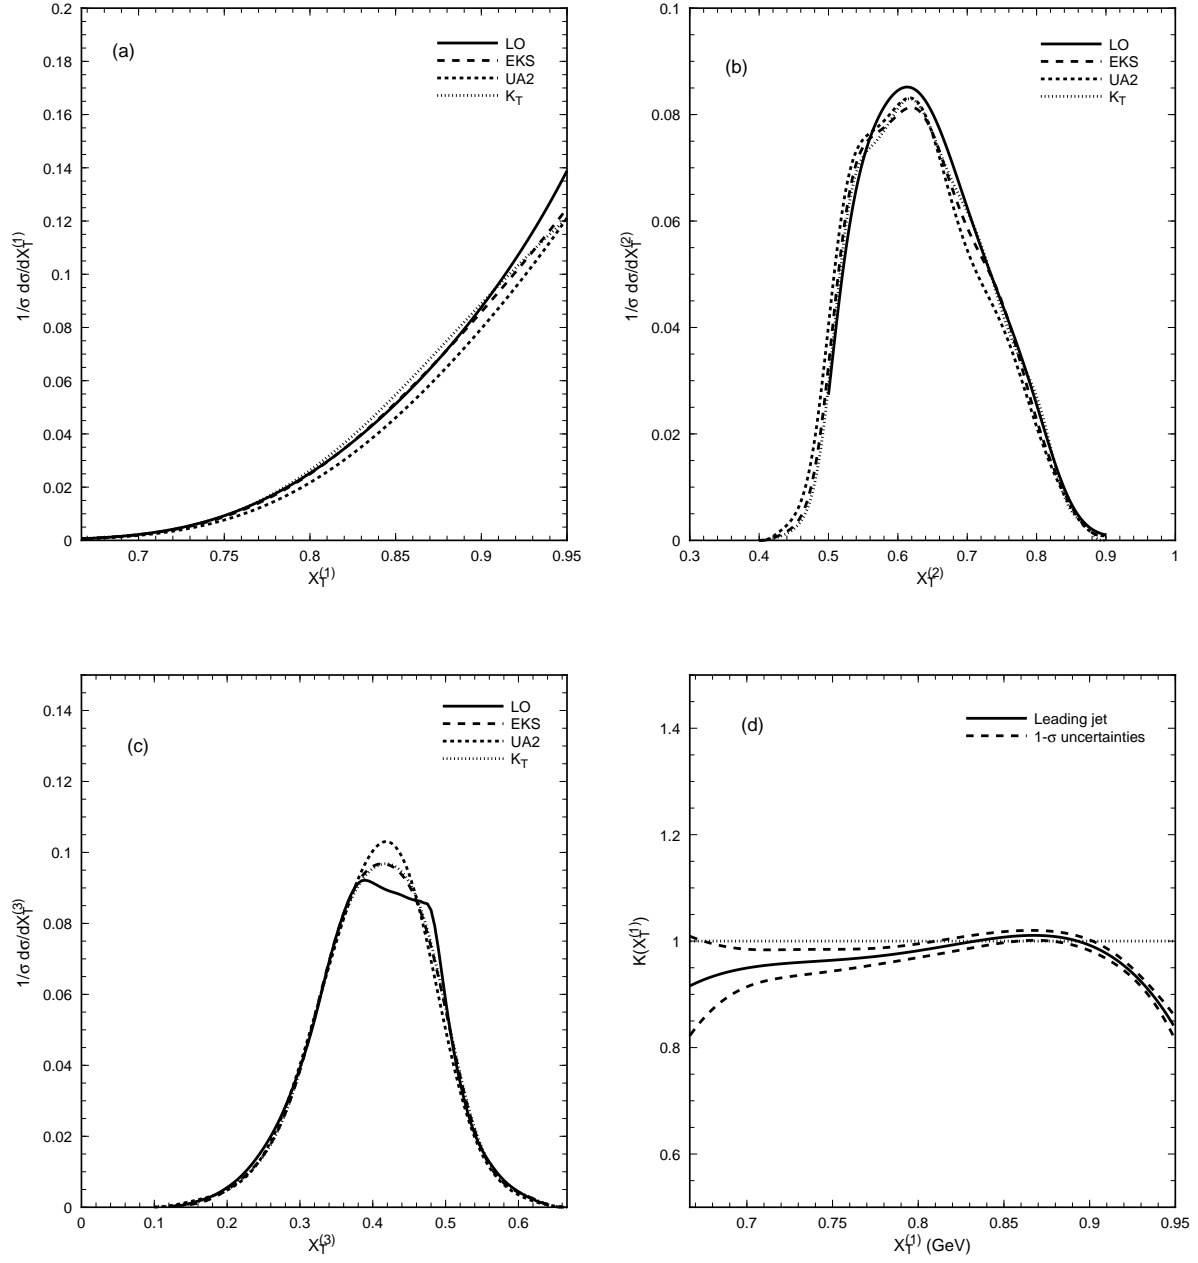 (a)
LO
EKS
UA2
K_T
0
0.02
0.04
0.06
0.08
0.1
0.12
0.14
0.16
0.18
0.2
0.7 0.75 0.8 0.85 0.9 0.95
X_T^(1)
1/σ dσ/dX_T^(1)
(b)
LO
EKS
UA2
K_T
0
0.02
0.04
0.06
0.08
0.1
0.3 0.4 0.5 0.6 0.7 0.8 0.9 1
X_T^(2)
1/σ dσ/dX_T^(2)
(c)
LO
EKS
UA2
K_T
0
0.02
0.04
0.06
0.08
0.1
0.12
0.14
0 0.1 0.2 0.3 0.4 0.5 0.6
X_T^(3)
1/σ dσ/dX_T^(3)
(d)
Leading jet
1-σ uncertainties
0.6
0.8
1
1.2
1.4
0.7 0.75 0.8 0.85 0.9 0.95
X_T^(1) (GeV)
K(X_T^(1))